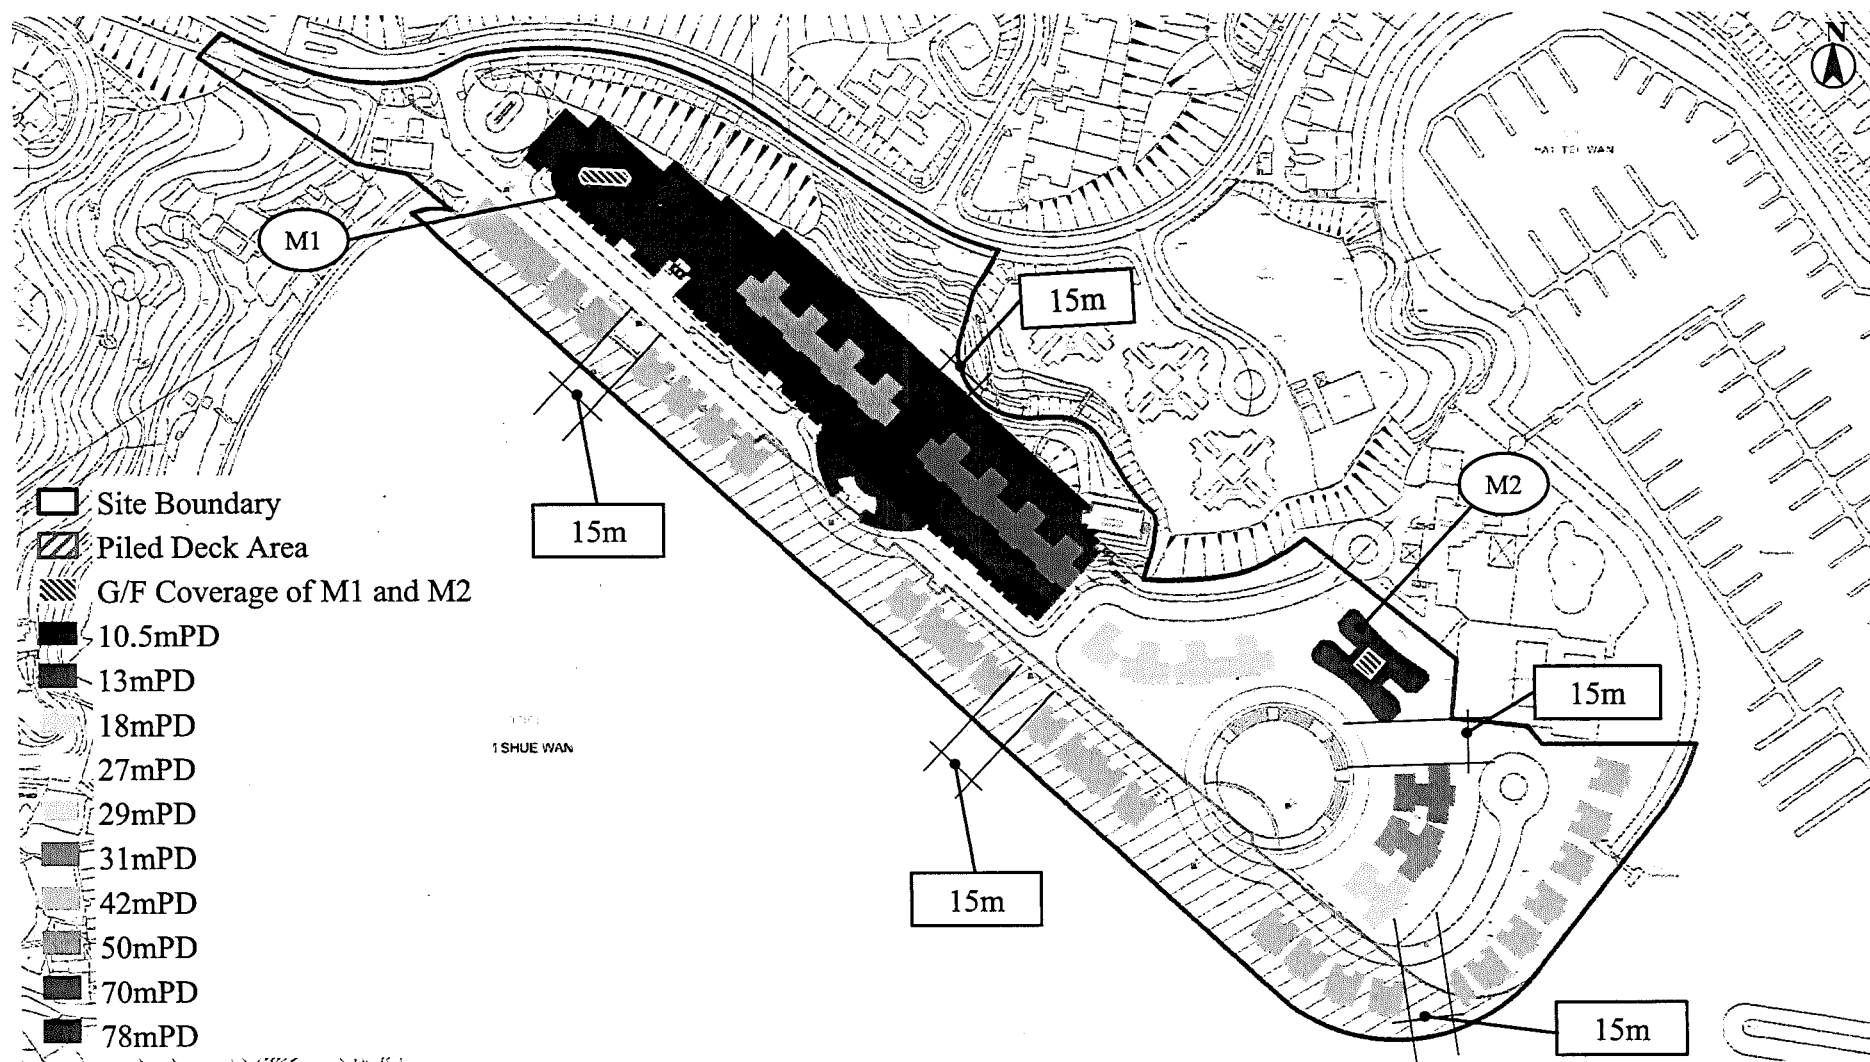 N
M1
15m
M2
15m
Site Boundary
Piled Deck Area
G/F Coverage of M1 and M2
10.5mPD
13mPD
18mPD
27mPD
29mPD
31mPD
42mPD
50mPD
70mPD
78mPD
15m
SHUE WAN
15m
15m